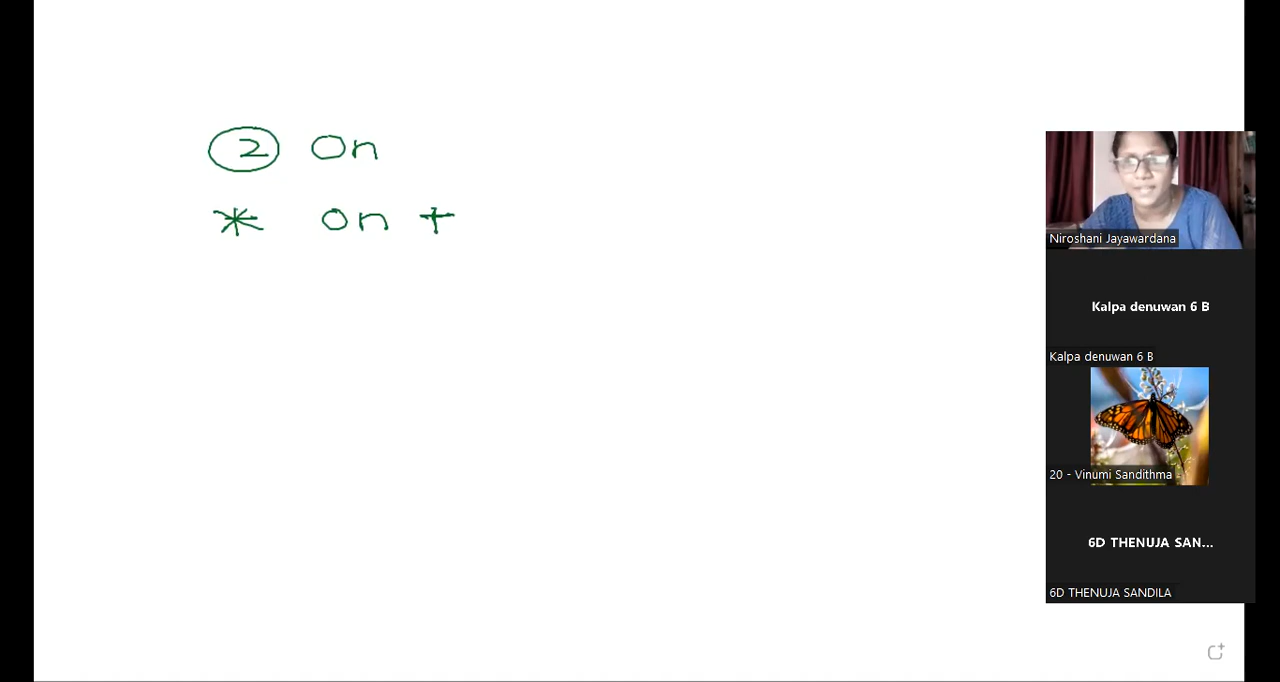 ② On
* on +
Niroshani Jayawardana
Kalpa denuwan 6 B
Kalpa denuwan 6 B
20 - Vinumi Sandithma -
6D THENUJA SAN...
6D THENUJA SANDILA